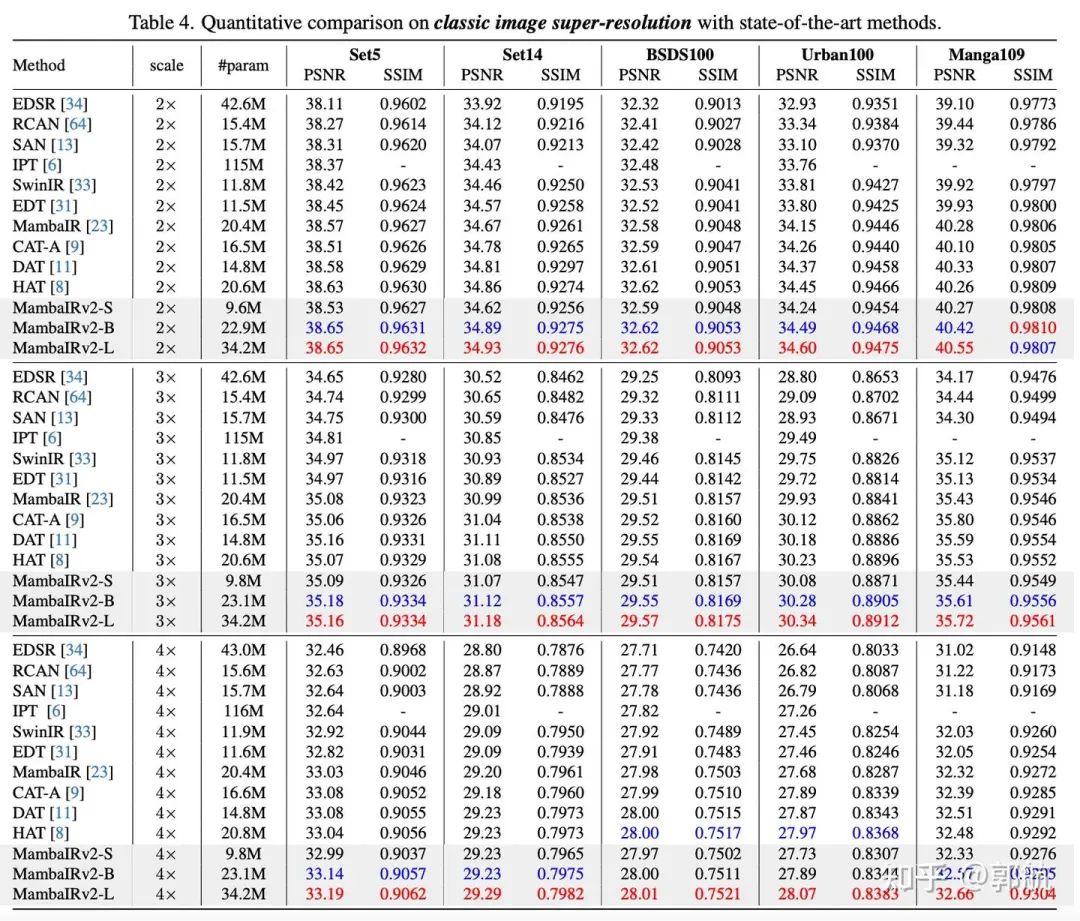 Table 4. Quantitative comparison on classic image super-resolution with state-of-the-art methods.
Method scale #param Set5 Set14 BSDS100 Urban100 Manga109
PSNR SSIM PSNR SSIM PSNR SSIM PSNR SSIM PSNR SSIM
EDSR [34] 2× 42.6M 38.11 0.9602 33.92 0.9195 32.32 0.9013 32.93 0.9351 39.10 0.9773
RCAN [64] 2× 15.4M 38.27 0.9614 34.12 0.9216 32.41 0.9027 33.34 0.9384 39.44 0.9786
SAN [13] 2× 15.7M 38.31 0.9620 34.07 0.9213 32.42 0.9028 33.10 0.9370 39.32 0.9792
IPT [6] 2× 115M 38.37 - 34.43 - 32.48 - 33.76 - - -
SwinIR [33] 2× 11.8M 38.42 0.9623 34.46 0.9250 32.53 0.9041 33.81 0.9427 39.92 0.9797
EDT [31] 2× 11.5M 38.45 0.9624 34.57 0.9258 32.52 0.9041 33.80 0.9425 39.93 0.9800
MambaIR [23] 2× 20.4M 38.57 0.9627 34.67 0.9261 32.58 0.9048 34.15 0.9446 40.28 0.9806
CAT-A [9] 2× 16.5M 38.51 0.9626 34.78 0.9265 32.59 0.9047 34.26 0.9440 40.10 0.9805
DAT [11] 2× 14.8M 38.58 0.9629 34.81 0.9297 32.61 0.9051 34.37 0.9458 40.33 0.9807
HAT [8] 2× 20.6M 38.63 0.9630 34.86 0.9274 32.62 0.9053 34.45 0.9466 40.26 0.9809
MambaIRv2-S 2× 9.6M 38.53 0.9627 34.62 0.9256 32.59 0.9048 34.24 0.9454 40.27 0.9808
MambaIRv2-B 2× 22.9M 38.65 0.9631 34.89 0.9275 32.62 0.9053 34.49 0.9468 40.42 0.9810
MambaIRv2-L 2× 34.2M 38.65 0.9632 34.93 0.9276 32.62 0.9053 34.60 0.9475 40.55 0.9807
EDSR [34] 3× 42.6M 34.65 0.9280 30.52 0.8462 29.25 0.8093 28.80 0.8653 34.17 0.9476
RCAN [64] 3× 15.4M 34.74 0.9299 30.65 0.8482 29.32 0.8111 29.09 0.8702 34.44 0.9499
SAN [13] 3× 15.7M 34.75 0.9300 30.59 0.8476 29.33 0.8112 28.93 0.8671 34.30 0.9494
IPT [6] 3× 115M 34.81 - 30.85 - 29.38 - 29.49 - - -
SwinIR [33] 3× 11.8M 34.97 0.9318 30.93 0.8534 29.46 0.8145 29.75 0.8826 35.12 0.9537
EDT [31] 3× 11.5M 34.97 0.9316 30.89 0.8527 29.44 0.8142 29.72 0.8814 35.13 0.9534
MambaIR [23] 3× 20.4M 35.08 0.9323 30.99 0.8536 29.51 0.8157 29.93 0.8841 35.43 0.9546
CAT-A [9] 3× 16.5M 35.06 0.9326 31.04 0.8538 29.52 0.8160 30.12 0.8862 35.80 0.9546
DAT [11] 3× 14.8M 35.16 0.9331 31.11 0.8550 29.55 0.8169 30.18 0.8886 35.59 0.9554
HAT [8] 3× 20.6M 35.07 0.9329 31.08 0.8555 29.54 0.8167 30.23 0.8896 35.53 0.9552
MambaIRv2-S 3× 9.8M 35.09 0.9326 31.07 0.8547 29.51 0.8157 30.08 0.8871 35.44 0.9549
MambaIRv2-B 3× 23.1M 35.18 0.9334 31.12 0.8557 29.55 0.8169 30.28 0.8905 35.61 0.9556
MambaIRv2-L 3× 34.2M 35.16 0.9334 31.18 0.8564 29.57 0.8175 30.34 0.8912 35.72 0.9561
EDSR [34] 4× 43.0M 32.46 0.8968 28.80 0.7876 27.71 0.7420 26.64 0.8033 31.02 0.9148
RCAN [64] 4× 15.6M 32.63 0.9002 28.87 0.7889 27.77 0.7436 26.82 0.8087 31.22 0.9173
SAN [13] 4× 15.7M 32.64 0.9003 28.92 0.7888 27.78 0.7436 26.79 0.8068 31.18 0.9169
IPT [6] 4× 116M 32.64 - 29.01 - 27.82 - 27.26 - - -
SwinIR [33] 4× 11.9M 32.92 0.9044 29.09 0.7950 27.92 0.7489 27.45 0.8254 32.03 0.9260
EDT [31] 4× 11.6M 32.82 0.9031 29.09 0.7939 27.91 0.7483 27.46 0.8246 32.05 0.9254
MambaIR [23] 4× 20.4M 33.03 0.9046 29.20 0.7961 27.98 0.7503 27.68 0.8287 32.32 0.9272
CAT-A [9] 4× 16.6M 33.08 0.9052 29.18 0.7960 27.99 0.7510 27.89 0.8339 32.39 0.9285
DAT [11] 4× 14.8M 33.08 0.9055 29.23 0.7973 28.00 0.7515 27.87 0.8343 32.51 0.9291
HAT [8] 4× 20.8M 33.04 0.9056 29.23 0.7973 28.00 0.7517 27.97 0.8368 32.48 0.9292
MambaIRv2-S 4× 9.8M 32.99 0.9037 29.23 0.7965 27.97 0.7502 27.73 0.8307 32.33 0.9276
MambaIRv2-B 4× 23.1M 33.14 0.9057 29.23 0.7975 28.00 0.7511 27.89
MambaIRv2-L 4× 34.2M 33.19 0.9062 29.29 0.7982 28.01 0.7521 28.07 0.8383 32.66 0.9304
知乎 @郭航